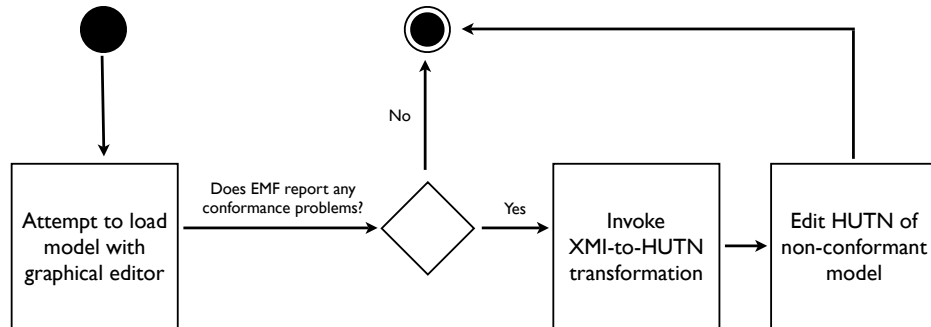 No
Does EMF report any
conformance problems?
Attempt to load
model with
graphical editor
Yes
Invoke
XMI-to-HUTN
transformation
Edit HUTN of
non-conformant
model